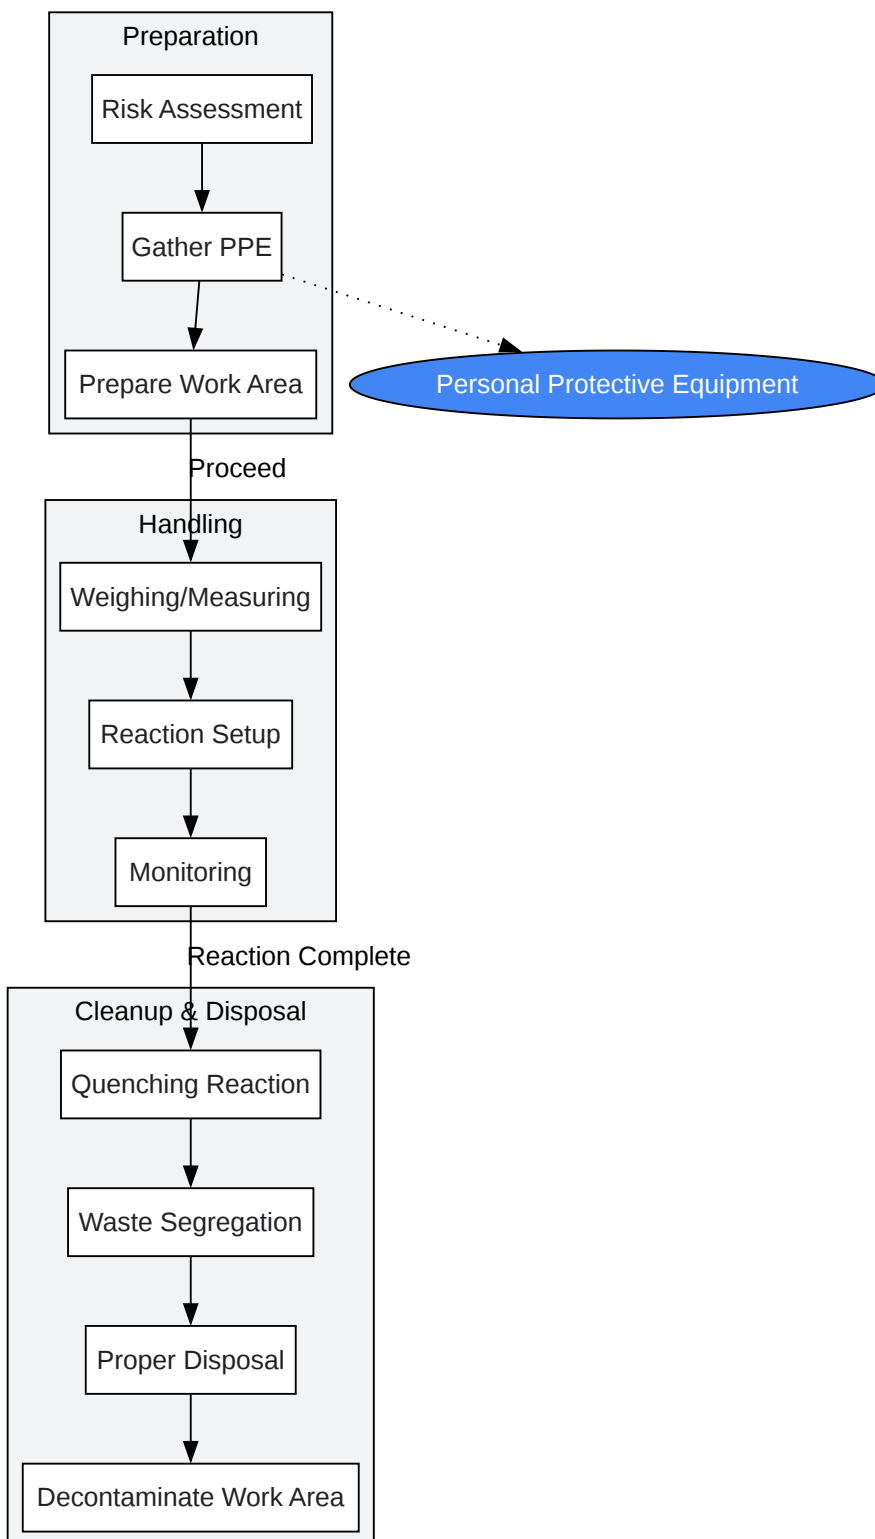 Preparation
Risk Assessment
Gather PPE
Prepare Work Area
Personal Protective Equipment
Proceed
Handling
Weighing/Measuring
Reaction Setup
Monitoring
Reaction Complete
Cleanup & Disposal
Quenching Reaction
Waste Segregation
Proper Disposal
Decontaminate Work Area